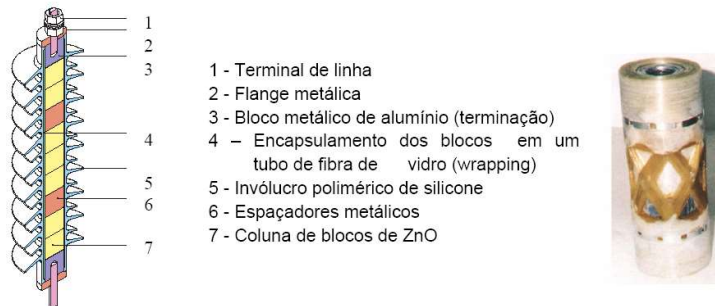 1
2
3
4
5
6
7
1 - Terminal de linha
2 - Flange metálica
3 - Bloco metálico de alumínio (terminação)
4 – Encapsulamento dos blocos em um
tubo de fibra de vidro (wrapping)
5 - Invólucro polimérico de silicone
6 - Espaçadores metálicos
7 - Coluna de blocos de ZnO